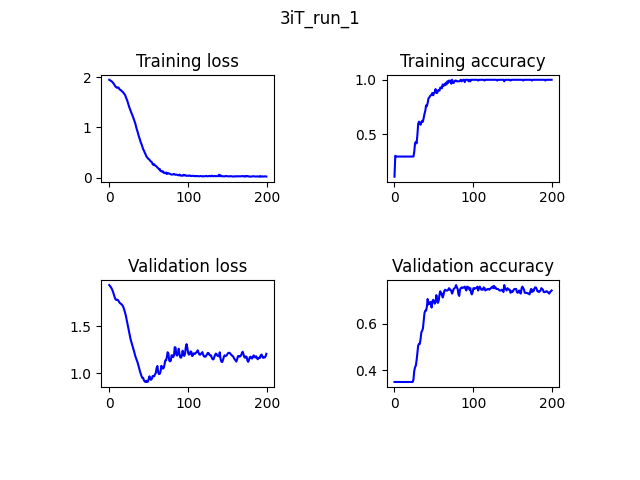 3iT_run_1
Training loss
Training accuracy
2
1
0
0 100 200
1.0
0.5
0 100 200
Validation loss
Validation accuracy
1.5
1.0
0 100 200
0.6
0.4
0 100 200